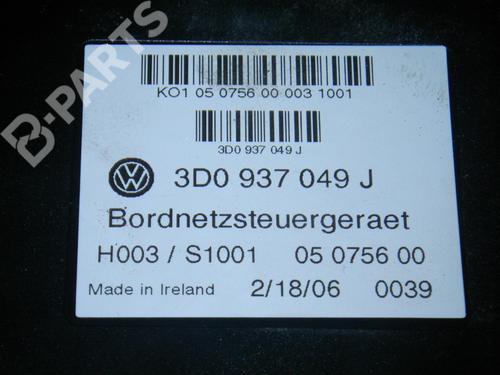 B-PARTS
KO1 05 0756 00 003 1001
3D0 937 049 J
3D0 937 049 J
Bordnetzsteuergeraet
H003 / S1001 05 0756 00
Made in Ireland 2/18/06 0039